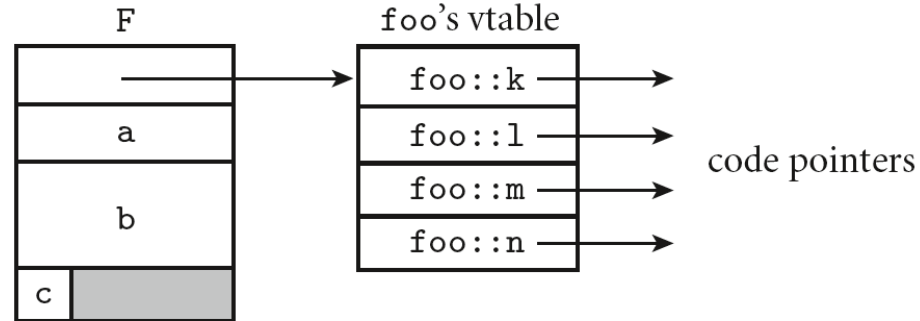 F
foo's vtable
foo::k
a
foo::l
code pointers
b
foo::m
foo::n
c